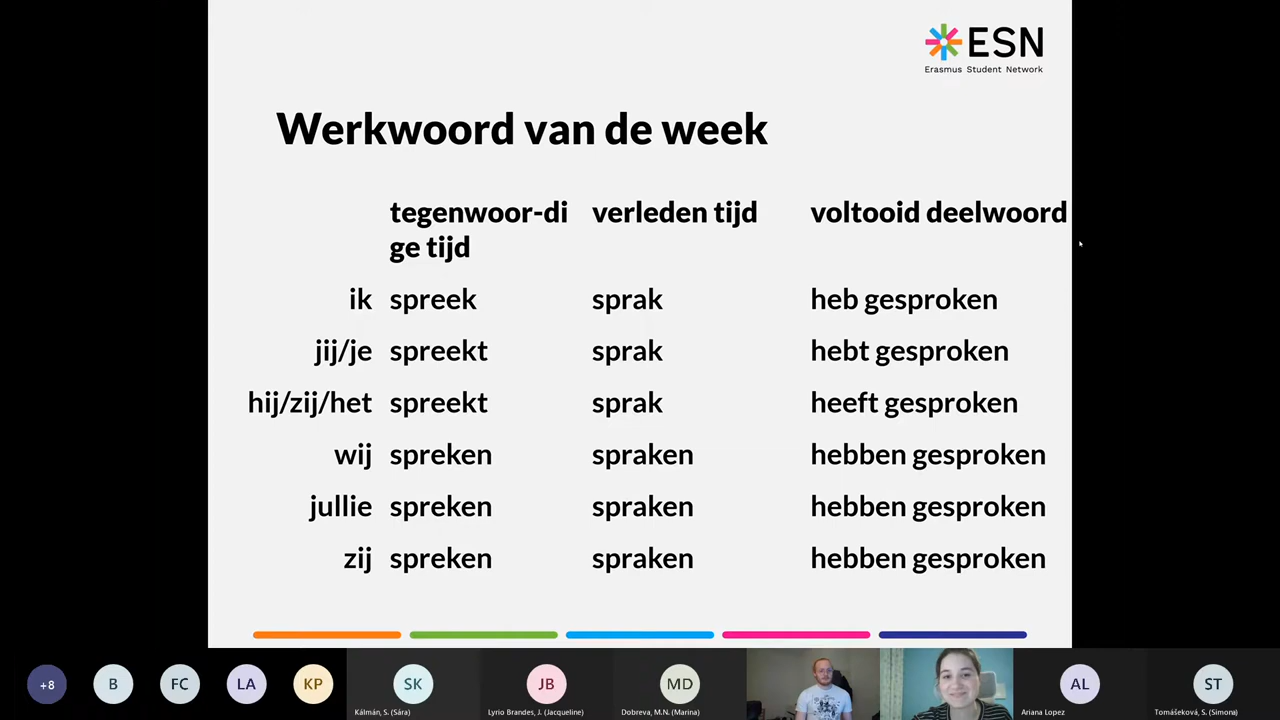 ESN
Erasmus Student Network
Werkwoord van de week
tegenwoor-di verleden tijd voltooid deelwoord
ge tijd
ik spreek sprak heb gesproken
jij/je spreekt sprak hebt gesproken
hij/zij/het spreekt sprak heeft gesproken
wij spreken spraken hebben gesproken
jullie spreken spraken hebben gesproken
zij spreken spraken hebben gesproken
+8 B FC LA KP SK JB MD AL ST
Kálmán, S. (Sára) Lyrio Brandes, J. (Jacqueline) Dobreva, M.N. (Marina) Ariana Lopez Tomášeková, S. (Simona)